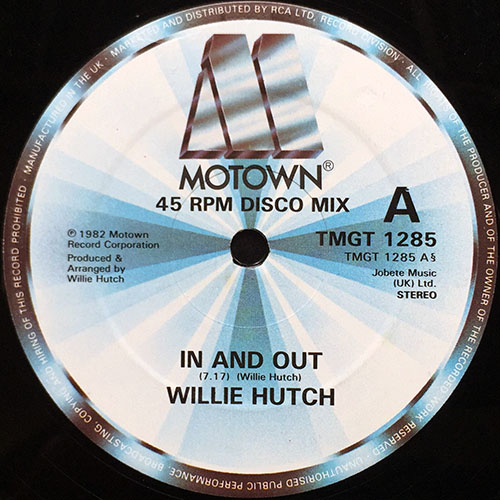 MANUFACTURED IN THE UK · MARKETED AND DISTRIBUTED BY RCA LTD, RECORD DIVISION · ALL RIGHTS OF THE PRODUCER AND OF THE OWNER OF THE RECORDED WORK RESERVED · UNAUTHORISED PUBLIC PERFORMANCE, BROADCASTING, COPYING AND HIRING OF THIS RECORD PROHIBITED ·
MOTOWN®
45 RPM DISCO MIX
A
℗ 1982 Motown
Record Corporation
Produced &
Arranged by
Willie Hutch
TMGT 1285
TMGT 1285 A§
Jobete Music
(UK) Ltd.
STEREO
IN AND OUT
(7.17) (Willie Hutch)
WILLIE HUTCH